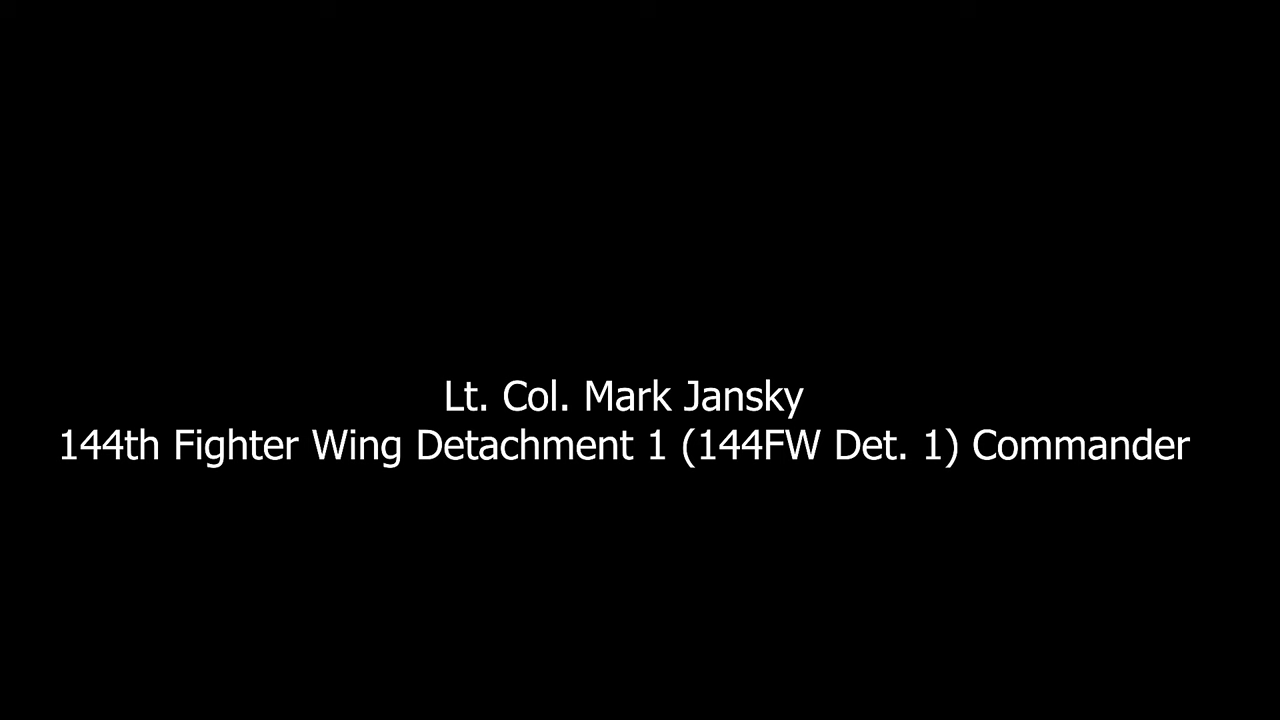 Lt. Col. Mark Jansky
144th Fighter Wing Detachment 1 (144FW Det. 1) Commander